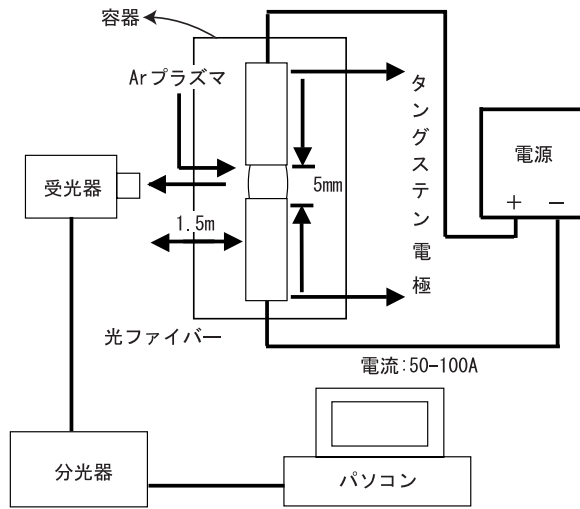 容器
Arプラズマ
タングステン電極
電源
+ −
受光器
5mm
1.5m
光ファイバー
電流:50-100A
分光器
パソコン